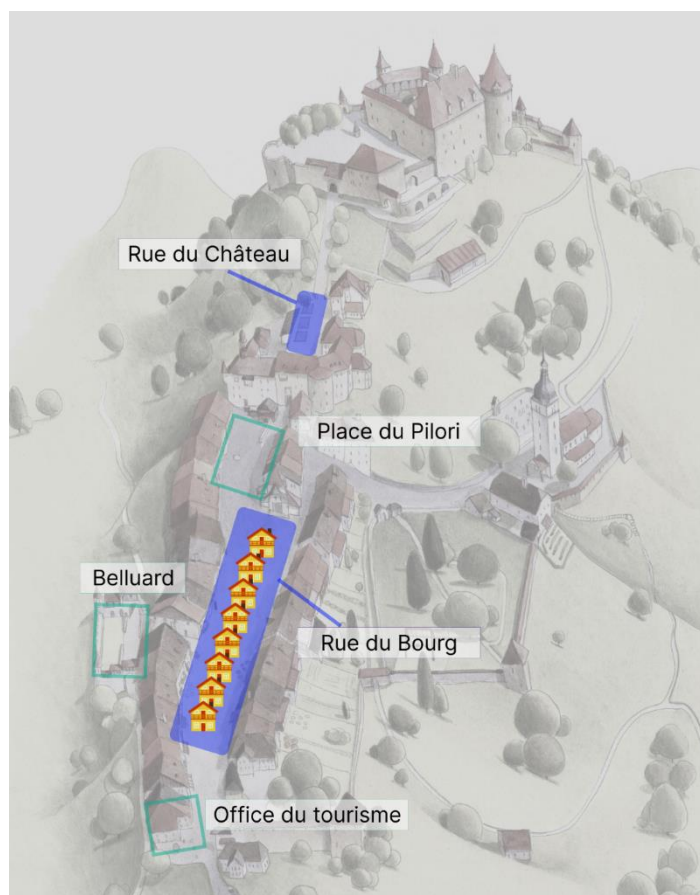 Rue du Château
Place du Pilori
Belluard
Rue du Bourg
Office du tourisme